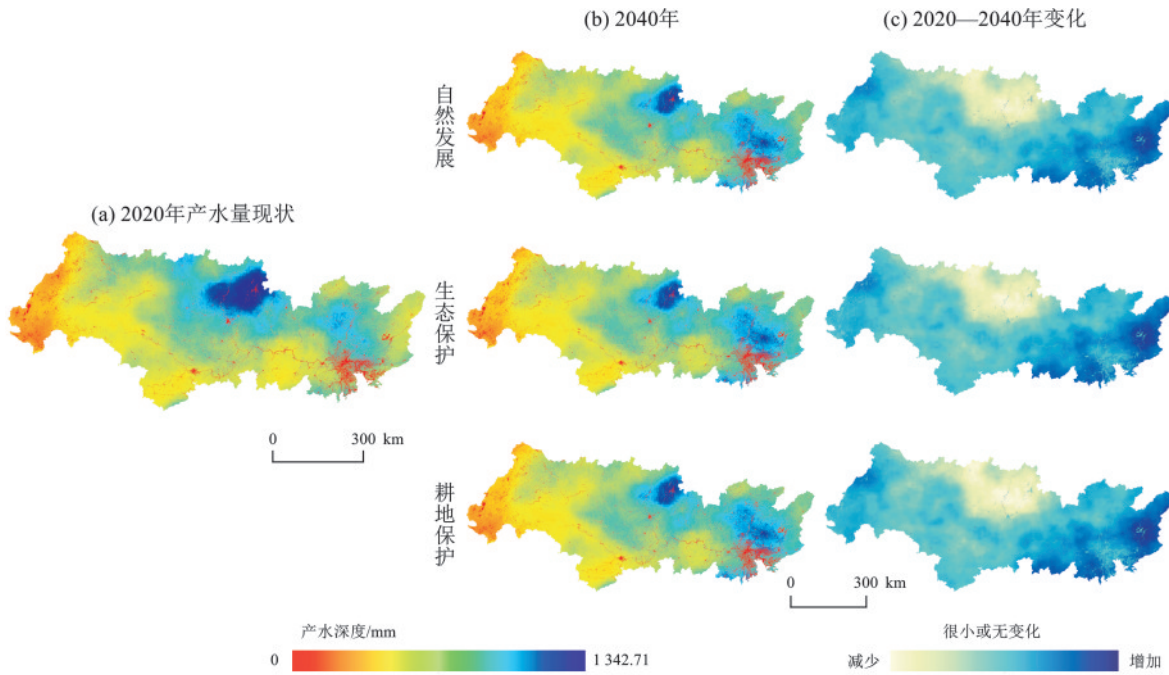 (b) 2040年
(c) 2020—2040年变化
自然发展
(a) 2020年产水量现状
生态保护
0 300 km
耕地保护
0 300 km
产水深度/mm
0 1 342.71
很小或无变化
减少 增加